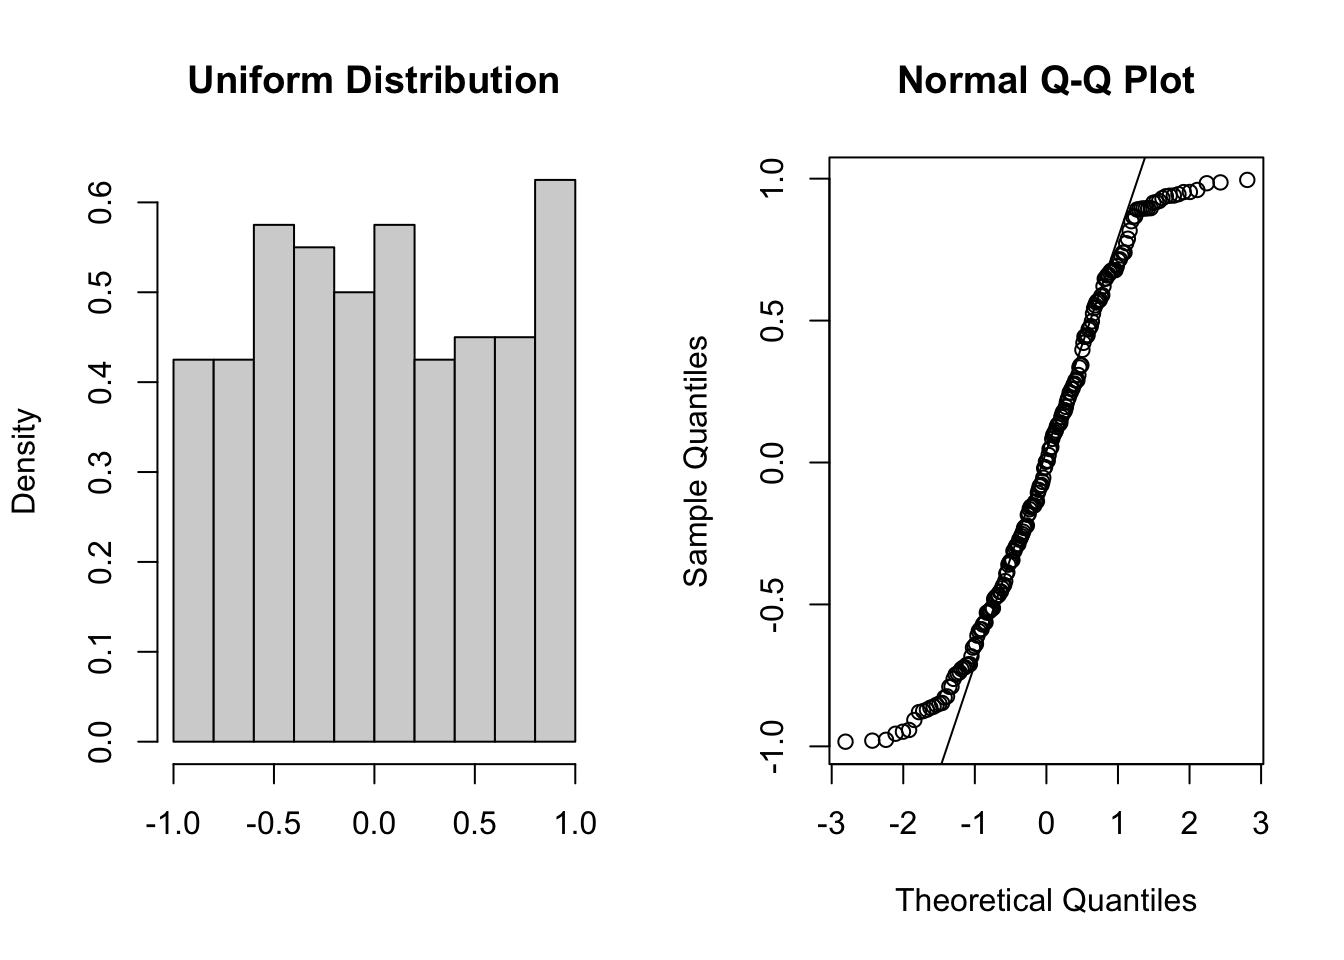 Uniform Distribution
Density
0.0 0.1 0.2 0.3 0.4 0.5 0.6
-1.0 -0.5 0.0 0.5 1.0
Normal Q-Q Plot
Sample Quantiles
-1.0 -0.5 0.0 0.5 1.0
-3 -2 -1 0 1 2 3
Theoretical Quantiles